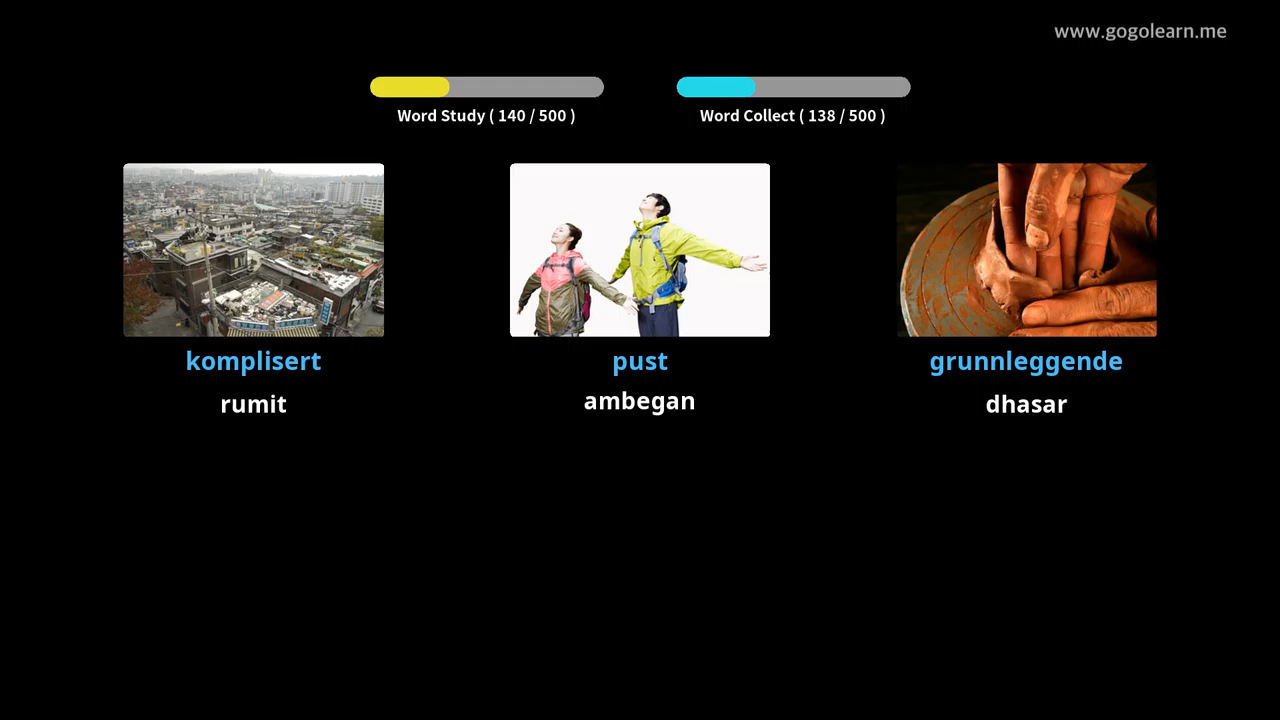 www.gogolearn.me
Word Study ( 140 / 500 )
Word Collect ( 138 / 500 )
komplisert
pust
grunnleggende
rumit
ambegan
dhasar